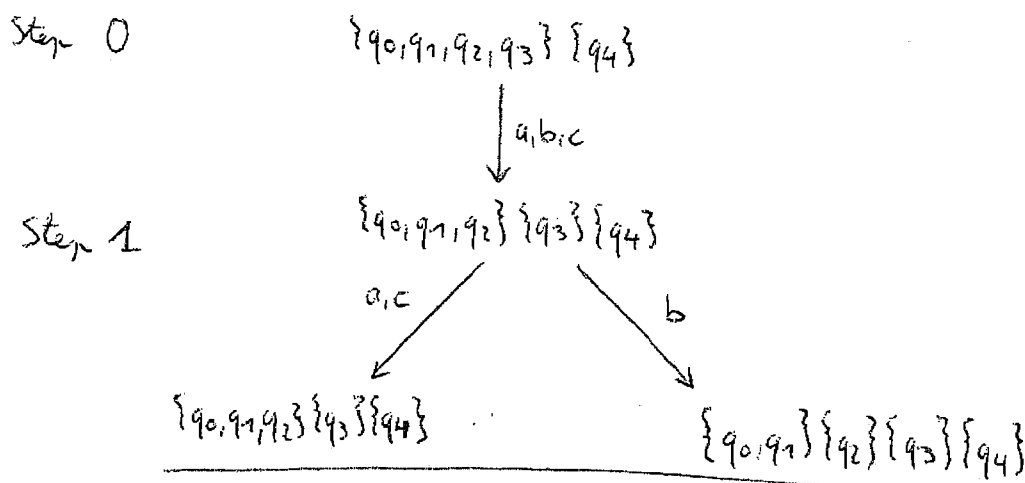 Step 0
{q0,q1,q2,q3} {q4}
a,b,c
Step 1
{q0,q1,q2} {q3} {q4}
a,c
b
{q0,q1,q2} {q3} {q4}
{q0,q1} {q2} {q3} {q4}